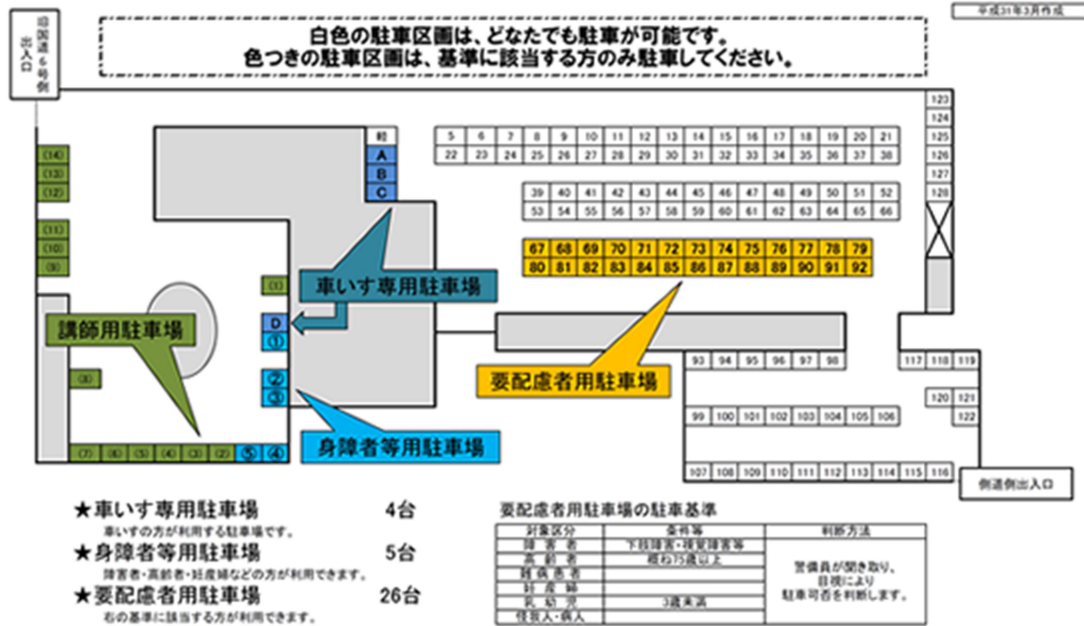 平成31年3月作成
旧国道6号側
出入口
白色の駐車区画は、どなたでも駐車が可能です。
色つきの駐車区画は、基準に該当する方のみ駐車してください。
123
124
125
126
127
128
軽
A
B
C
5 6 7 8 9 10 11 12 13 14 15 16 17 18 19 20 21
22 23 24 25 26 27 28 29 30 31 32 33 34 35 36 37 38
39 40 41 42 43 44 45 46 47 48 49 50 51 52
53 54 55 56 57 58 59 60 61 62 63 64 65 66
67 68 69 70 71 72 73 74 75 76 77 78 79
80 81 82 83 84 85 86 87 88 89 90 91 92
(14)
(13)
(12)
(11)
(10)
(9)
(1)
D
①
②
③
車いす専用駐車場
講師用駐車場
(8)
要配慮者用駐車場
身障者等用駐車場
(7) (6) (5) (4) (3) (2) ⑤ ④
93 94 95 96 97 98
117 118 119
120 121
122
99 100 101 102 103 104 105 106
107 108 109 110 111 112 113 114 115 116
側道側出入口
★車いす専用駐車場 4台
車いすの方が利用する駐車場です。
★身障者等用駐車場 5台
障害者・高齢者・妊産婦などの方が利用できます。
★要配慮者用駐車場 26台
右の基準に該当する方が利用できます。
要配慮者用駐車場の駐車基準
対象区分 条件等 判断方法
障害者 下肢障害・視覚障害等
高齢者 概ね75歳以上
難病患者
妊産婦
乳幼児 3歳未満
怪我人・病人
警備員が聞き取り、
目視により
駐車可否を判断します。